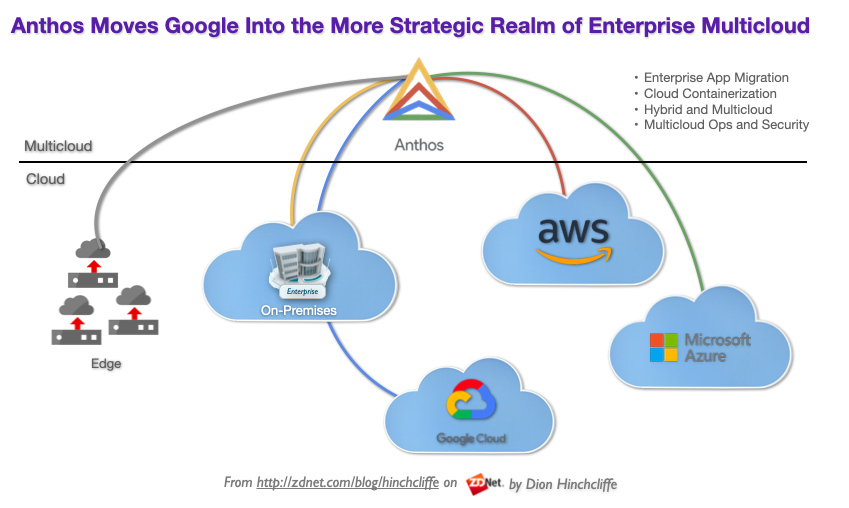 Anthos Moves Google Into the More Strategic Realm of Enterprise Multicloud
• Enterprise App Migration
• Cloud Containerization
• Hybrid and Multicloud
• Multicloud Ops and Security
Anthos
Multicloud
Cloud
aws
Enterprise
On-Premises
Microsoft
Azure
Edge
Google Cloud
From http://zdnet.com/blog/hinchcliffe on ZDNet. by Dion Hinchcliffe